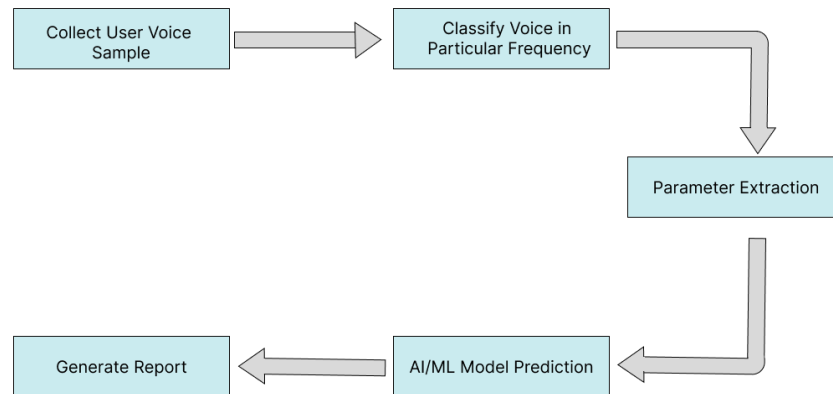 Collect User Voice
Sample
Classify Voice in
Particular Frequency
Parameter Extraction
AI/ML Model Prediction
Generate Report